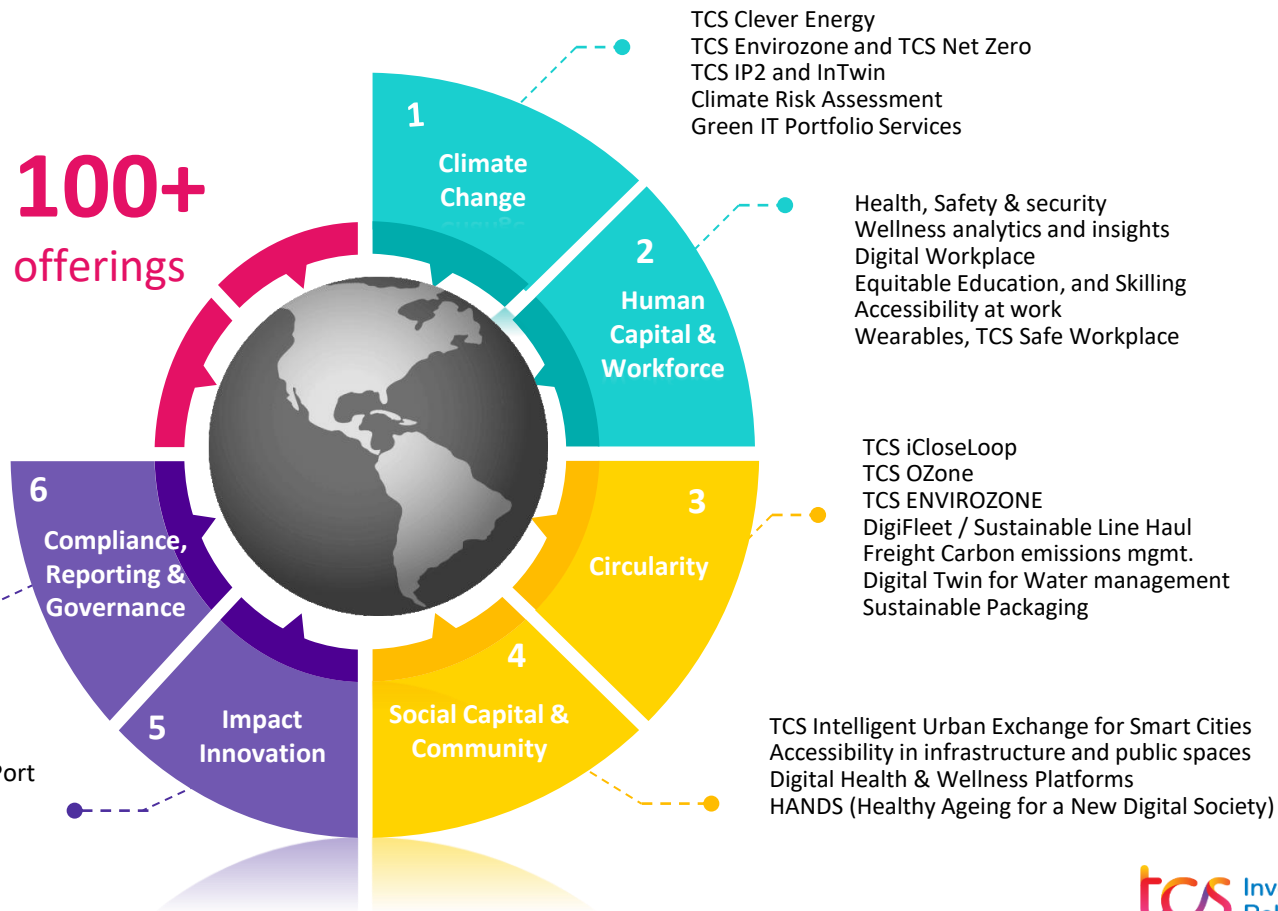 100+
offerings
1
Climate
Change
TCS Clever Energy
TCS Envirozone and TCS Net Zero
TCS IP2 and InTwin
Climate Risk Assessment
Green IT Portfolio Services
2
Human
Capital &
Workforce
Health, Safety & security
Wellness analytics and insights
Digital Workplace
Equitable Education, and Skilling
Accessibility at work
Wearables, TCS Safe Workplace
3
Circularity
TCS iCloseLoop
TCS OZone
TCS ENVIROZONE
DigiFleet / Sustainable Line Haul
Freight Carbon emissions mgmt.
Digital Twin for Water management
Sustainable Packaging
4
Social Capital &
Community
TCS Intelligent Urban Exchange for Smart Cities
Accessibility in infrastructure and public spaces
Digital Health & Wellness Platforms
HANDS (Healthy Ageing for a New Digital Society)
5
Impact
Innovation
6
Compliance,
Reporting &
Governance
tcs